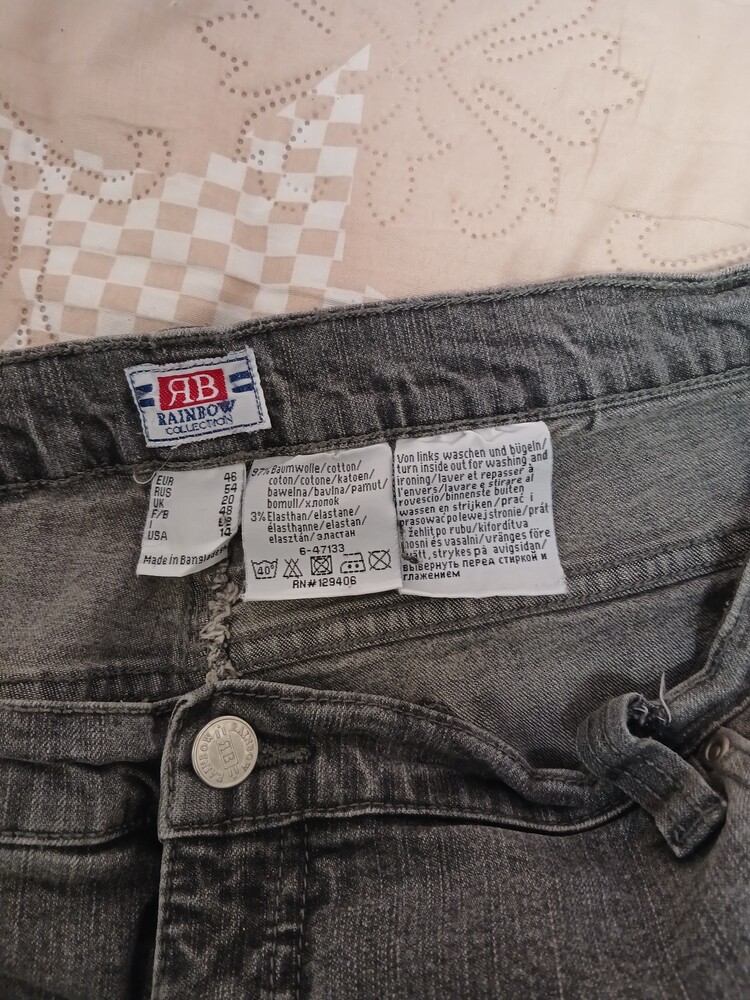 ЯB
RAINBOW
COLLECTION
EUR 46
RUS 54
UK 20
F/B 48
I
USA 14
Made in Bangladesh
97% Baumwolle/cotton/
coton/cotone/katoen/
bawełna/bavlna/pamut/
bomull/хлопок
3% Elasthan/elastane/
élasthanne/elastan/
elasztán/эластан
6-47133
40°
RN#129406
Von links waschen und bügeln/
turn inside out for washing and
ironing/laver et repasser à
l'envers/lavare e stirare al
rovescio/binnenste buiten
wassen en strijken/prać i
prasować po lewej stronie/prát
žehlit po rubu/kifordítva
mosni és vasalni/vränges före
tvätt, strykes på avigsidan/
вывернуть перед стиркой и
глажением
RAINBOW
ЯB